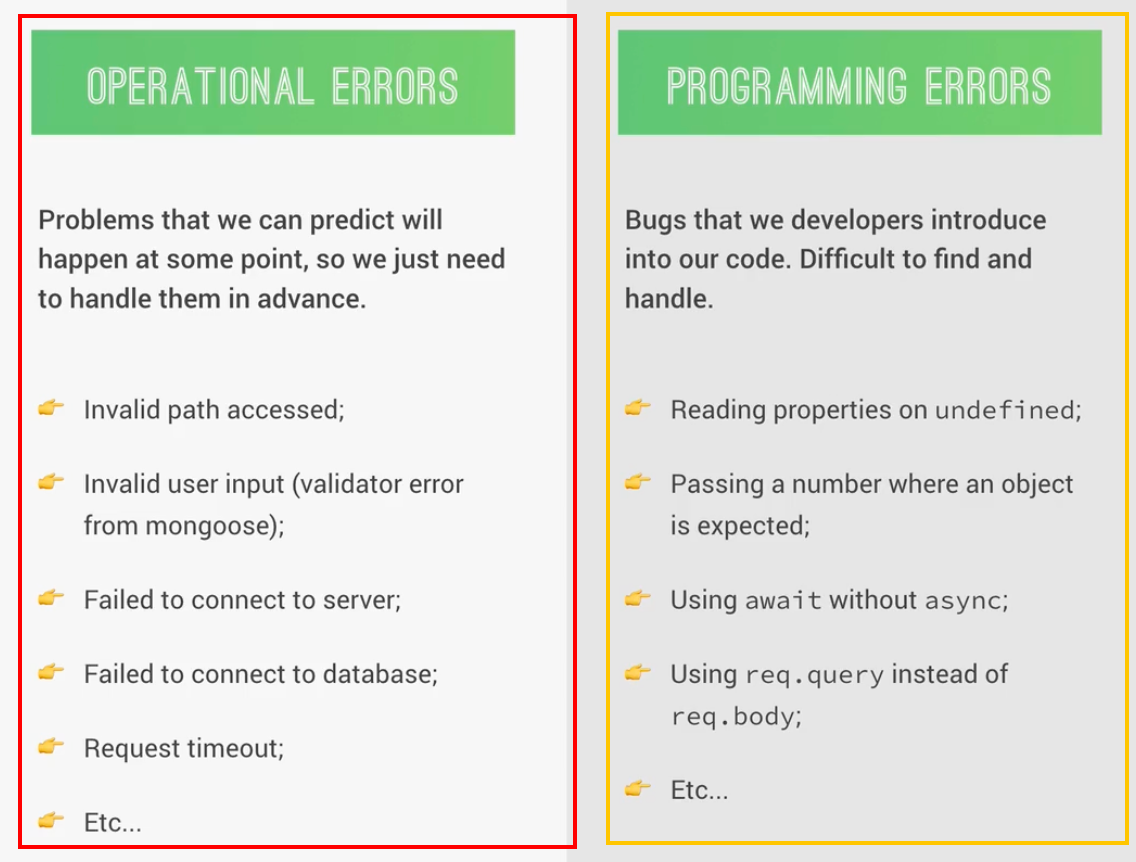 OPERATIONAL ERRORS
Problems that we can predict will
happen at some point, so we just need
to handle them in advance.
👉 Invalid path accessed;
👉 Invalid user input (validator error
from mongoose);
👉 Failed to connect to server;
👉 Failed to connect to database;
👉 Request timeout;
👉 Etc...
PROGRAMMING ERRORS
Bugs that we developers introduce
into our code. Difficult to find and
handle.
👉 Reading properties on undefined;
👉 Passing a number where an object
is expected;
👉 Using await without async;
👉 Using req.query instead of
req.body;
👉 Etc...